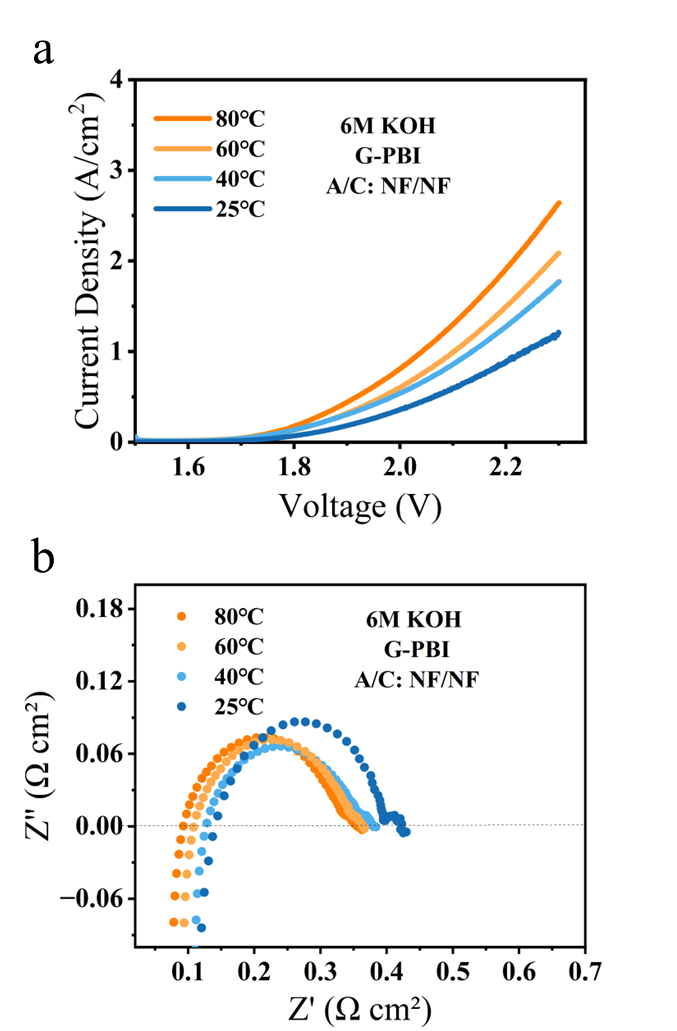 a
Current Density (A/cm²)
4
3
2
1
0
80℃
60℃
40℃
25℃
6M KOH
G-PBI
A/C: NF/NF
1.6 1.8 2.0 2.2
Voltage (V)
b
Z'' (Ω cm²)
0.18
0.12
0.06
0.00
−0.06
80℃
60℃
40℃
25℃
6M KOH
G-PBI
A/C: NF/NF
0.1 0.2 0.3 0.4 0.5 0.6 0.7
Z' (Ω cm²)